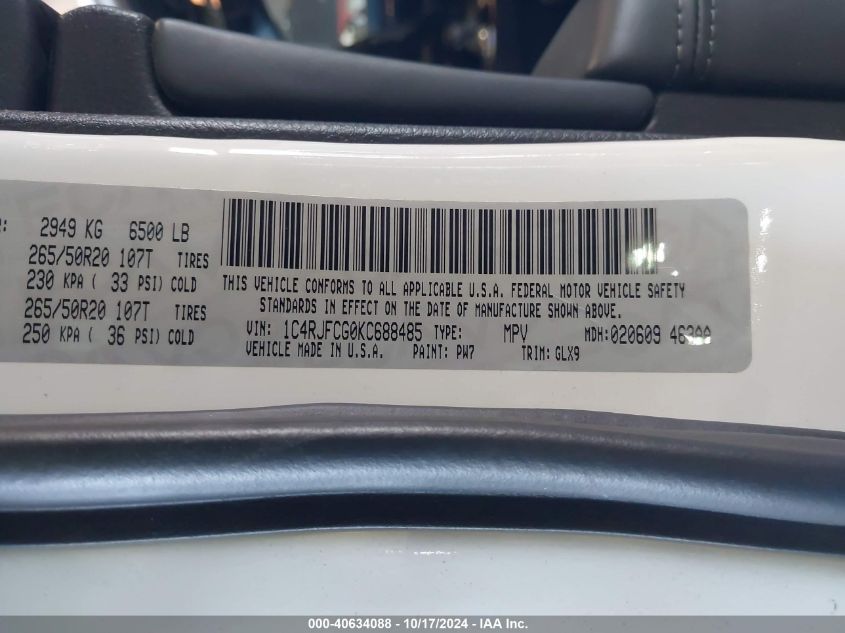 2949 KG 6500 LB
265/50R20 107T TIRES
230 KPA ( 33 PSI) COLD
265/50R20 107T TIRES
250 KPA ( 36 PSI) COLD
THIS VEHICLE CONFORMS TO ALL APPLICABLE U.S.A. FEDERAL MOTOR VEHICLE SAFETY
STANDARDS IN EFFECT ON THE DATE OF MANUFACTURE SHOWN ABOVE.
VIN: 1C4RJFCG0KC688485 TYPE: MPV MDH:020609
VEHICLE MADE IN U.S.A. PAINT: PW7 TRIM: GLX9
000-40634088 - 10/17/2024 - IAA Inc.